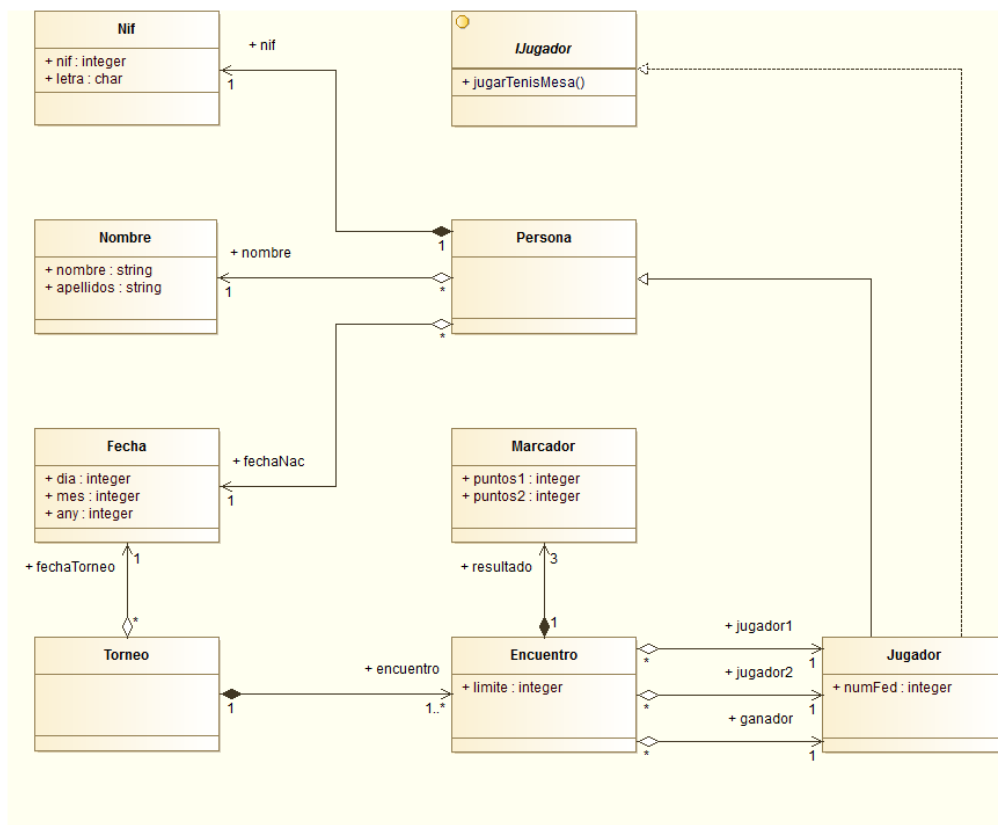 Nif
+ nif : integer
+ letra : char
+ nif
1
IJugador
+ jugarTenisMesa()
Nombre
+ nombre : string
+ apellidos : string
+ nombre
1
Persona
1
*
*
Fecha
+ dia : integer
+ mes : integer
+ any : integer
+ fechaNac
1
Marcador
+ puntos1 : integer
+ puntos2 : integer
+ fechaTorneo
1
*
+ resultado
3
1
Torneo
1
+ encuentro
1..*
Encuentro
+ limite : integer
+ jugador1
*
1
+ jugador2
*
1
+ ganador
*
1
Jugador
+ numFed : integer